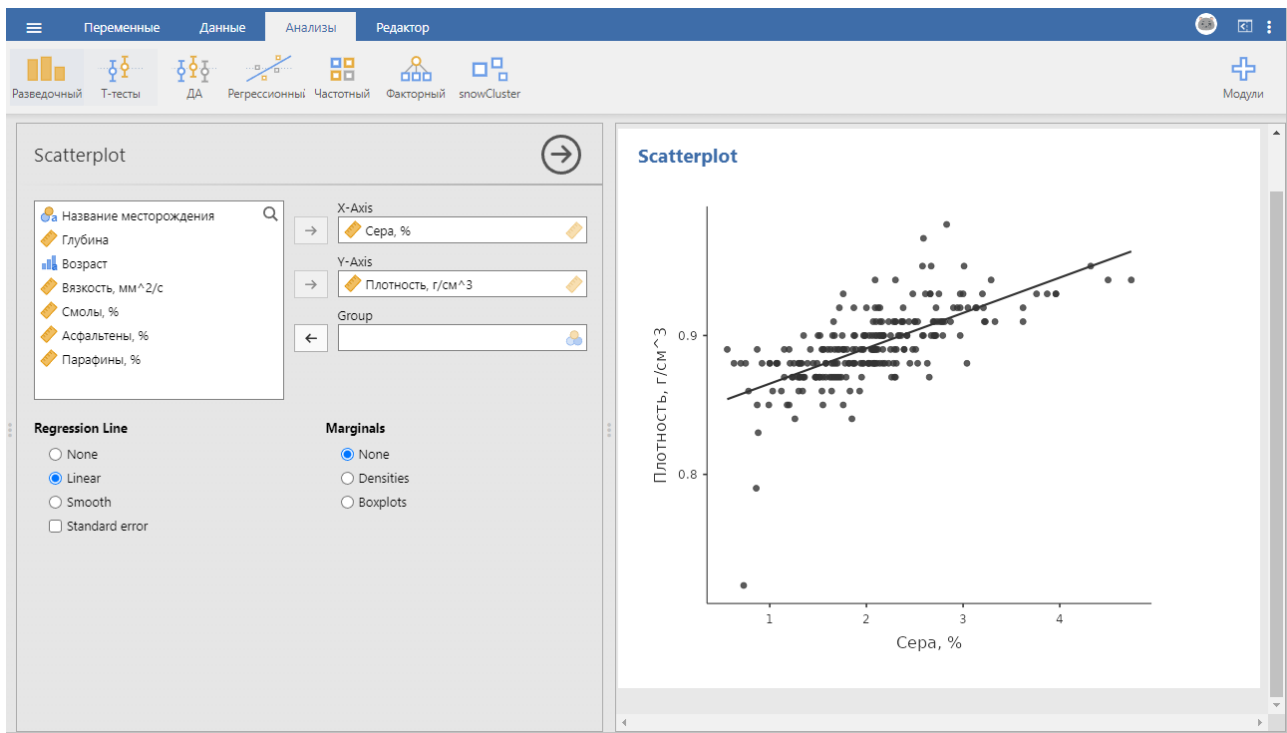 Переменные Данные Анализы Редактор
Разведочный Т-тесты ДА Регрессионны Частотный Факторный snowCluster Модули
Scatterplot
Название месторождения
Глубина
Возраст
Вязкость, мм^2/с
Смолы, %
Асфальтены, %
Парафины, %
X-Axis
Сера, %
Y-Axis
Плотность, г/см^3
Group
Regression Line
None
Linear
Smooth
Standard error
Marginals
None
Densities
Boxplots
Scatterplot
Плотность, г/см^3
0.9
0.8
1 2 3 4
Сера, %